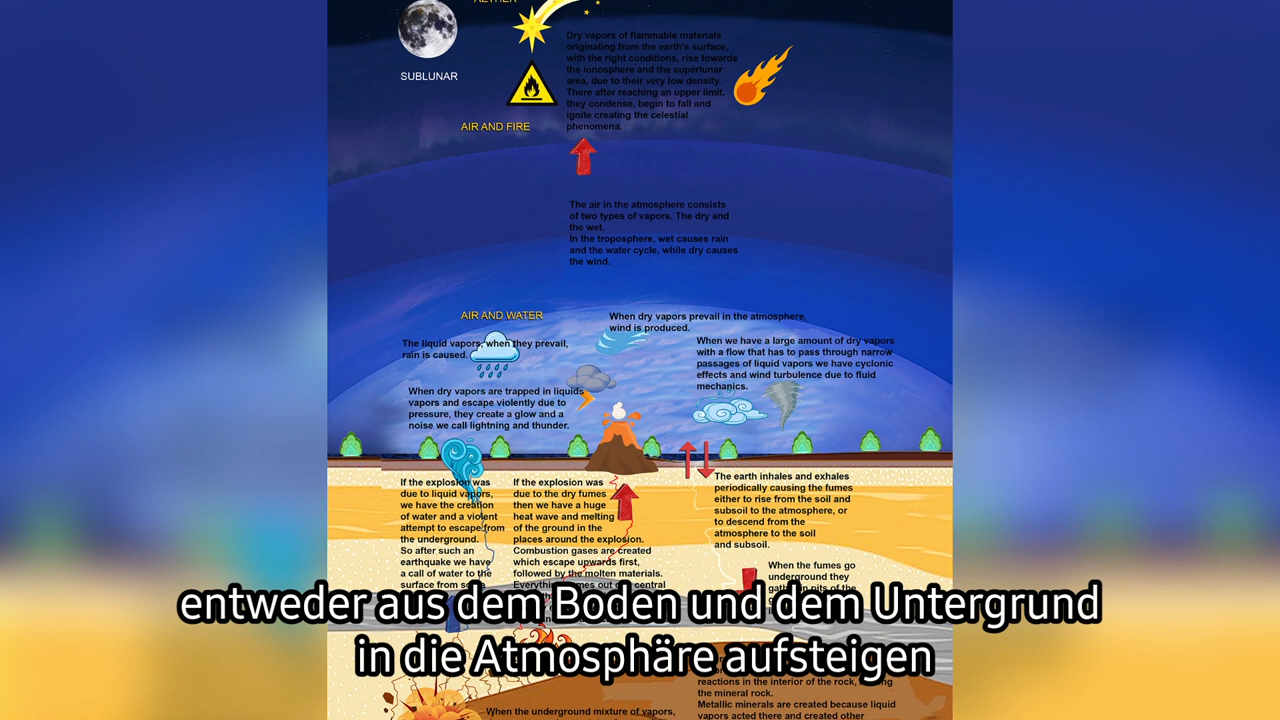 AETHER
SUBLUNAR
Dry vapors of flammable materials
originating from the earth's surface,
with the right conditions, rise towards
the ionosphere and the superlunar
area, due to their very low density.
There after reaching an upper limit,
they condense, begin to fall and
ignite creating the celestial
phenomena.
AIR AND FIRE
The air in the atmosphere consists
of two types of vapors. The dry and
the wet.
In the troposphere, wet causes rain
and the water cycle, while dry causes
the wind.
AIR AND WATER
When dry vapors prevail in the atmosphere,
wind is produced.
The liquid vapors, when they prevail,
rain is caused.
When we have a large amount of dry vapors
with a flow that has to pass through narrow
passages of liquid vapors we have cyclonic
effects and wind turbulence due to fluid
mechanics.
When dry vapors are trapped in liquids
vapors and escape violently due to
pressure, they create a glow and a
noise we call lightning and thunder.
If the explosion was
due to liquid vapors,
we have the creation
of water and a violent
attempt to escape from
the underground.
So after such an
earthquake we have
a call of water to the
surface from
If the explosion was
due to the dry fumes
then we have a huge
heat wave and melting
of the ground in the
places around the explosion.
Combustion gases are created
which escape upwards first,
followed by the molten materials.
out central
The earth inhales and exhales
periodically causing the fumes
either to rise from the soil and
subsoil to the atmosphere, or
to descend from the
atmosphere to the soil
and subsoil.
When the fumes go
underground they
entweder aus dem Boden und dem Untergrund
in die Atmosphäre aufsteigen
reactions in the interior of the rock,
the mineral rock.
Metallic minerals are created because liquid
vapors acted there and created other
When the underground mixture of vapors,